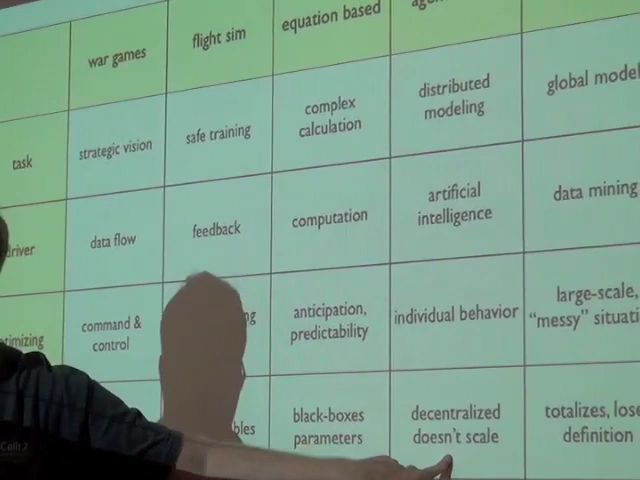 war games
flight sim
equation based
task
strategic vision
safe training
complex
calculation
distributed
modeling
global model
driver
data flow
feedback
computation
artificial
intelligence
data mining
command &
control
anticipation,
predictability
individual behavior
large-scale,
"messy"
black-boxes
parameters
decentralized
doesn't scale
totalizes,
definition
Calit2